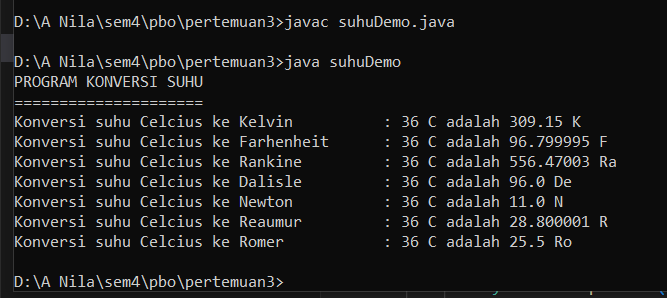 D:\A Nila\sem4\pbo\pertemuan3>javac suhuDemo.java
D:\A Nila\sem4\pbo\pertemuan3>java suhuDemo
PROGRAM KONVERSI SUHU
=====================
Konversi suhu Celcius ke Kelvin : 36 C adalah 309.15 K
Konversi suhu Celcius ke Farhenheit : 36 C adalah 96.799995 F
Konversi suhu Celcius ke Rankine : 36 C adalah 556.47003 Ra
Konversi suhu Celcius ke Dalisle : 36 C adalah 96.0 De
Konversi suhu Celcius ke Newton : 36 C adalah 11.0 N
Konversi suhu Celcius ke Reaumur : 36 C adalah 28.800001 R
Konversi suhu Celcius ke Romer : 36 C adalah 25.5 Ro
D:\A Nila\sem4\pbo\pertemuan3>